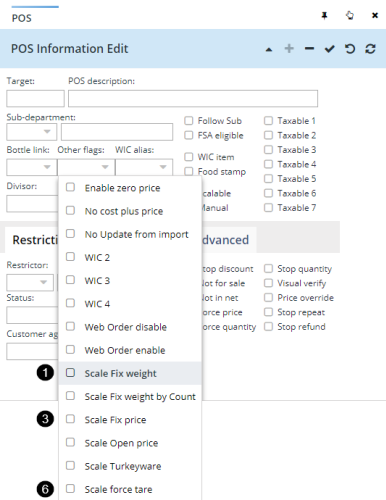 POS
POS Information Edit
Target: POS description:
Sub-department:
Follow Sub Taxable 1
FSA eligible Taxable 2
Taxable 3
Bottle link: Other flags: WIC alias:
WIC item Taxable 4
Food stamp Taxable 5
Divisor:
Enable zero price
Scalable Taxable 6
Manual Taxable 7
No cost plus price
No Update from import
Restricti dvanced
WIC 2
Restrictor: top discount Stop quantity
WIC 3
Not for sale Visual verify
Status: Not in net Price override
WIC 4
orce price Stop repeat
Web Order disable
orce quantity Stop refund
Customer ag
Web Order enable
1 Scale Fix weight
Scale Fix weight by Count
3 Scale Fix price
Scale Open price
Scale Turkeyware
6 Scale force tare